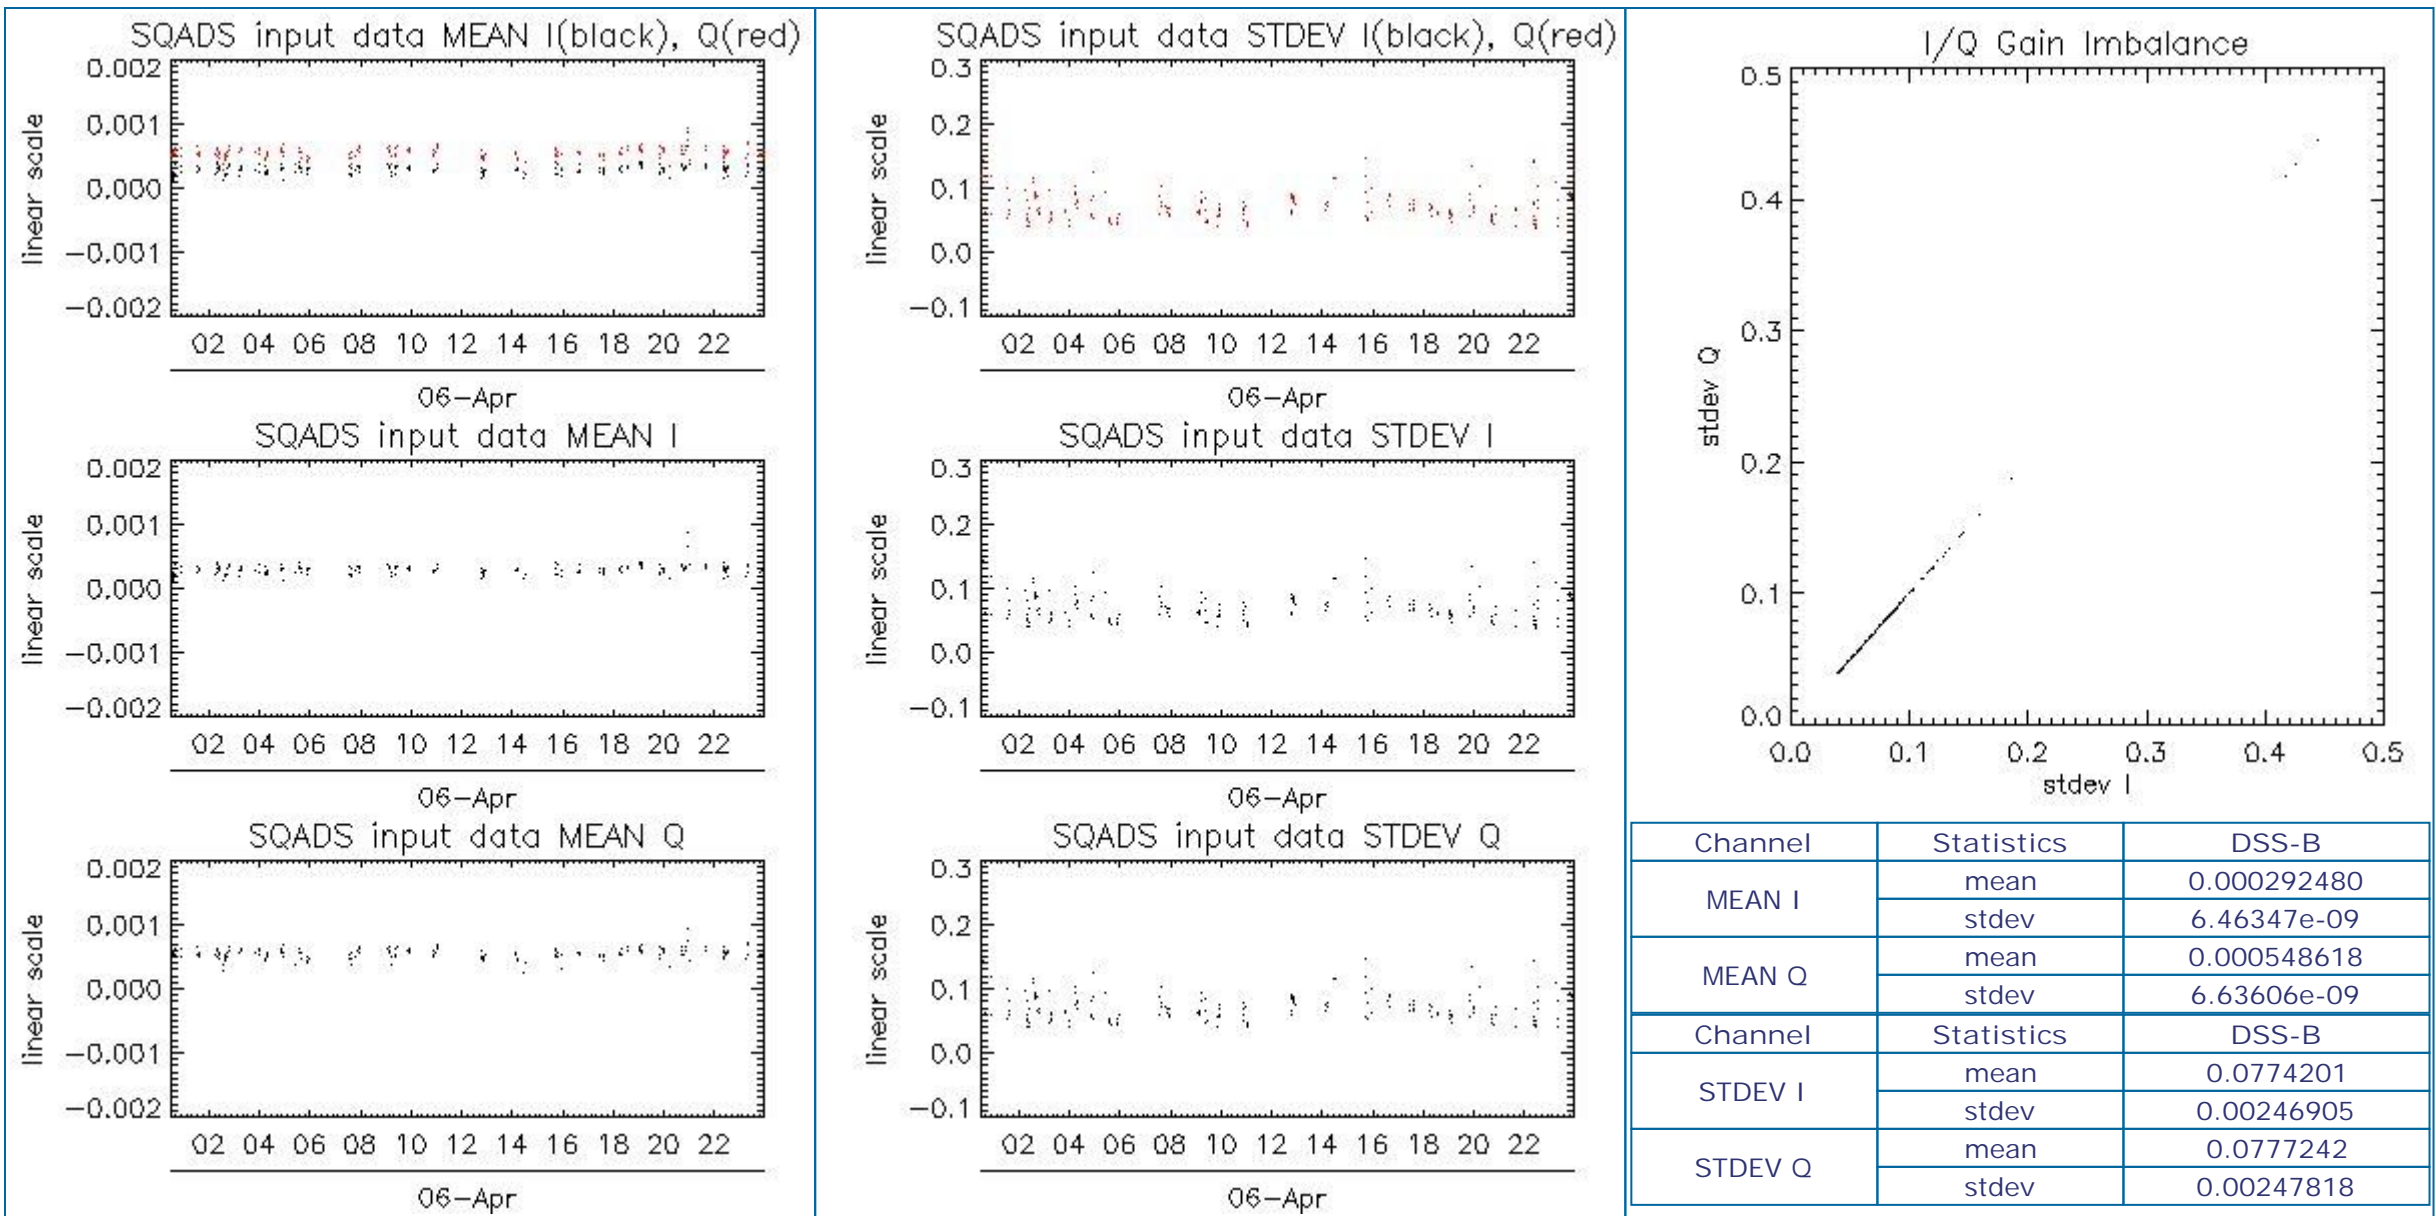 SQADS input data MEAN I(black), Q(red)
linear scale
0.002
0.001
0.000
-0.001
-0.002
02 04 06 08 10 12 14 16 18 20 22
06-Apr
SQADS input data MEAN I
linear scale
0.002
0.001
0.000
-0.001
-0.002
02 04 06 08 10 12 14 16 18 20 22
06-Apr
SQADS input data MEAN Q
linear scale
0.002
0.001
0.000
-0.001
-0.002
02 04 06 08 10 12 14 16 18 20 22
06-Apr
SQADS input data STDEV I(black), Q(red)
linear scale
0.3
0.2
0.1
0.0
-0.1
02 04 06 08 10 12 14 16 18 20 22
06-Apr
SQADS input data STDEV I
linear scale
0.3
0.2
0.1
0.0
-0.1
02 04 06 08 10 12 14 16 18 20 22
06-Apr
SQADS input data STDEV Q
linear scale
0.3
0.2
0.1
0.0
-0.1
02 04 06 08 10 12 14 16 18 20 22
06-Apr
I/Q Gain Imbalance
stdev Q
0.5
0.4
0.3
0.2
0.1
0.0
0.0 0.1 0.2 0.3 0.4 0.5
stdev I
Channel Statistics DSS-B
MEAN I mean 0.000292480
stdev 6.46347e-09
MEAN Q mean 0.000548618
stdev 6.63606e-09
Channel Statistics DSS-B
STDEV I mean 0.0774201
stdev 0.00246905
STDEV Q mean 0.0777242
stdev 0.00247818